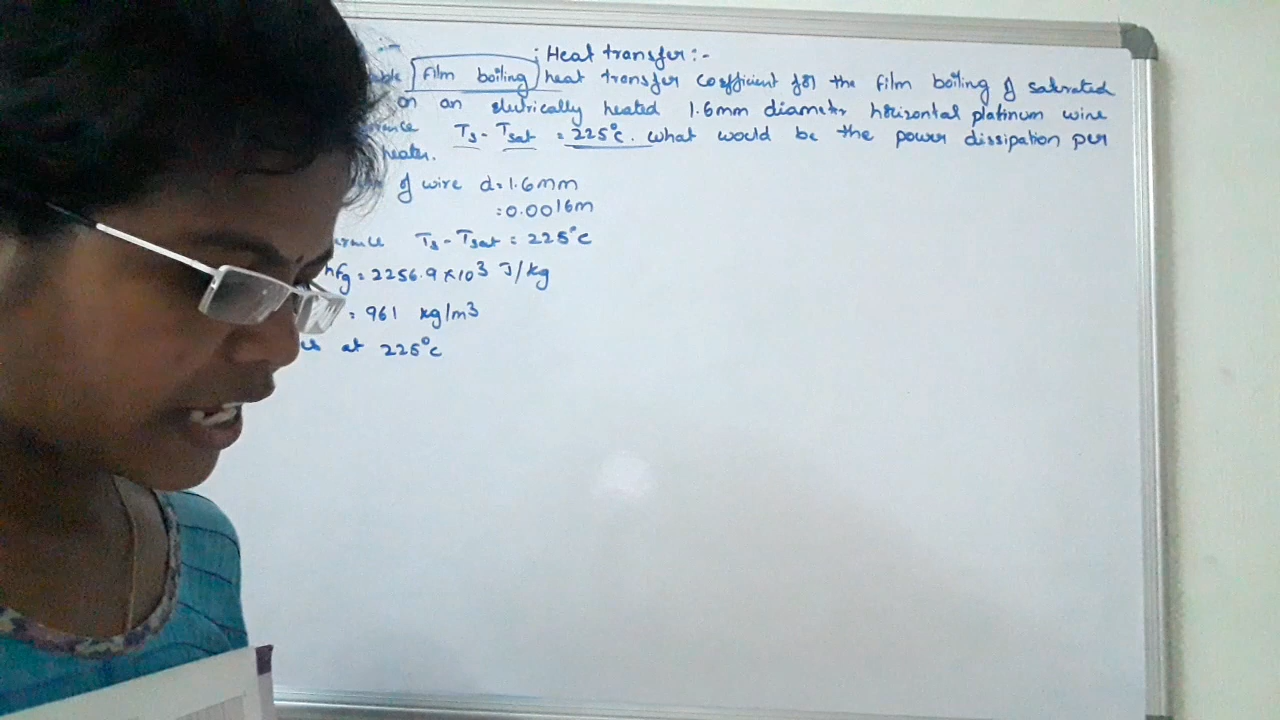 Heat transfer:-
Film boiling heat transfer coefficient for the film boiling of saturated
on an eletrically heated 1.6mm diameter horizontal platinum wire
Ts - Tsat = 225°c. what would be the power dissipation per
heater.
of wire d = 1.6mm
= 0.0016m
Ts - Tsat = 225°c
hfg = 2256.9 x 10³ J/kg
= 961 kg/m3
at 225°c